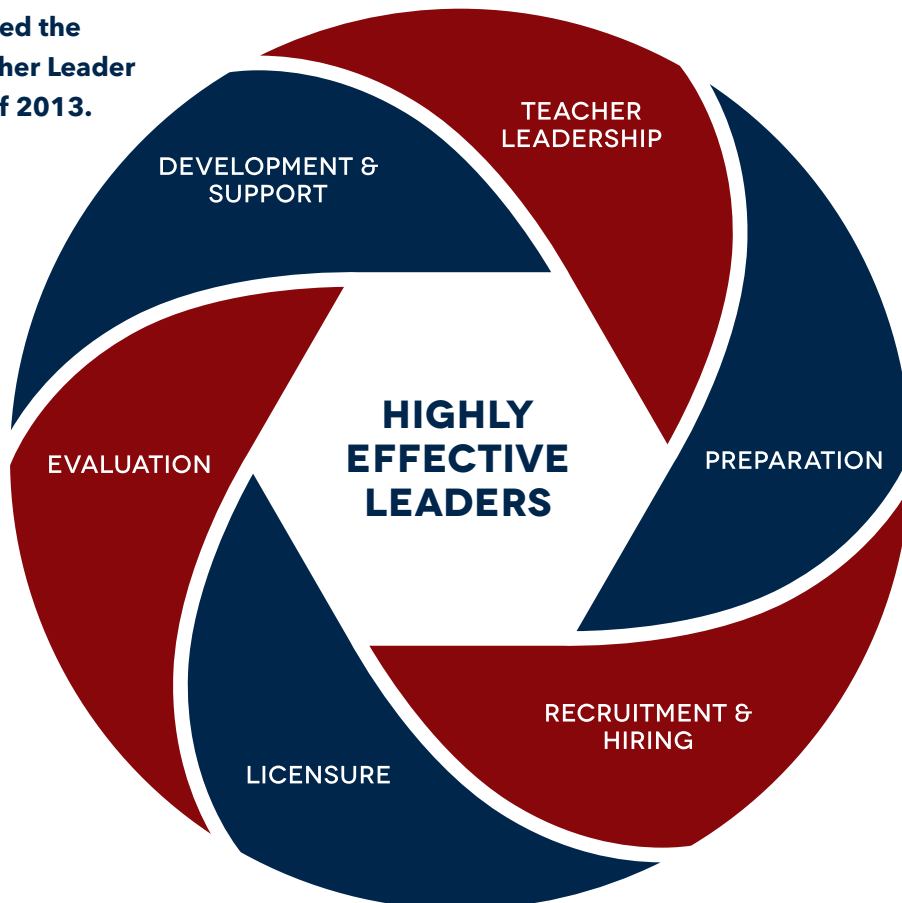 ed the
her Leader
f 2013.
TEACHER
LEADERSHIP
DEVELOPMENT &
SUPPORT
HIGHLY
EFFECTIVE
LEADERS
EVALUATION
PREPARATION
RECRUITMENT &
HIRING
LICENSURE